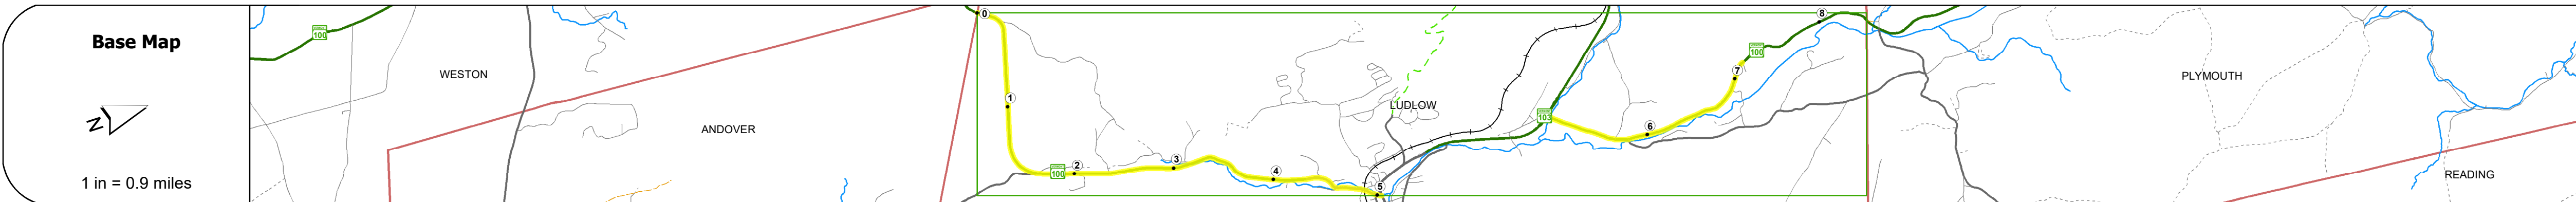 Base Map
N
1 in = 0.9 miles
100
WESTON
ANDOVER
0
1
100
2
3
4
5
LUDLOW
103
6
7
100
8
PLYMOUTH
READING